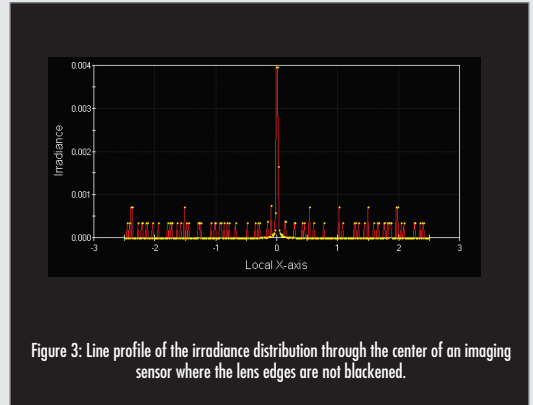 0.004
0.003
0.002
0.001
0.000
Irradiance
-3 -2 -1 0 1 2 3
Local X-axis
Figure 3: Line profile of the irradiance distribution through the center of an imaging
sensor where the lens edges are not blackened.